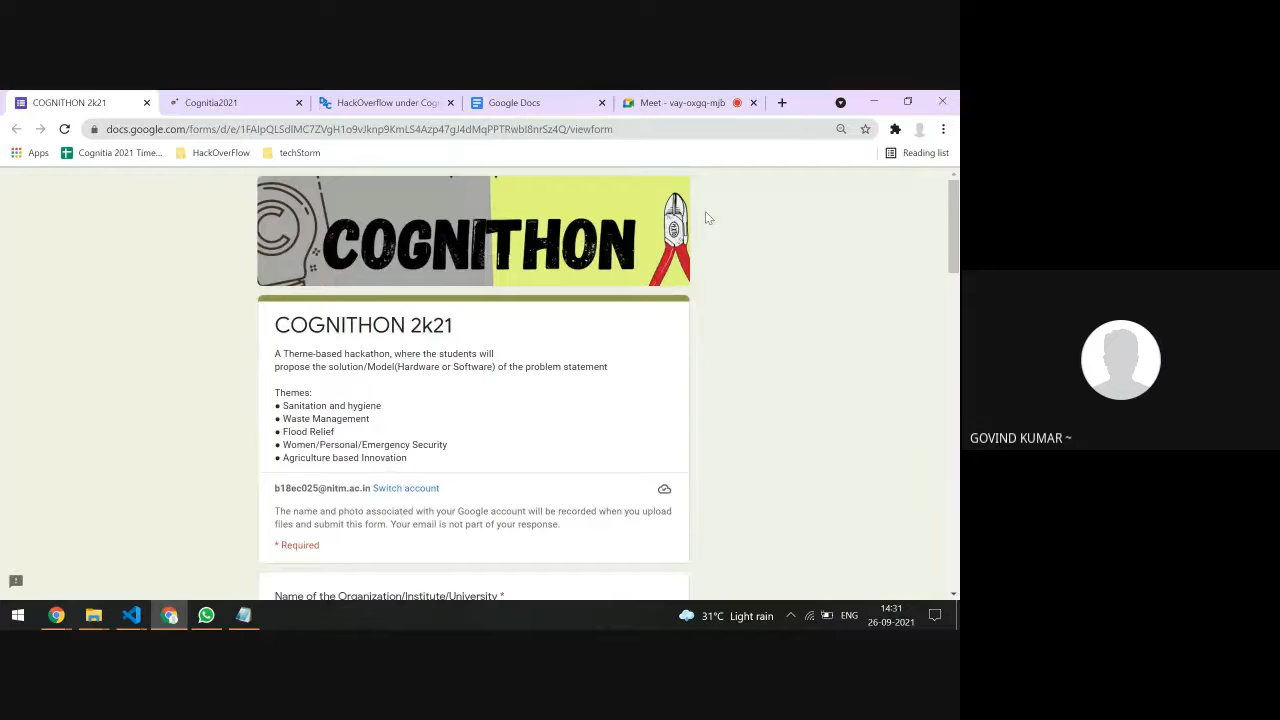 COGNITHON 2k21
Cognitia2021
HackOverflow under Cog
Google Docs
Meet - vay-oxgq-mjb
docs.google.com/forms/d/e/1FAIpQLSdIMC7ZVgH1o9vJknp9KmLS4Azp47gJ4dMqPPTRwbI8nrSz4Q/viewform
Apps
Cognitia 2021 Time...
HackOverFlow
techStorm
Reading list
COGNITHON
COGNITHON 2k21
A Theme-based hackathon, where the students will
propose the solution/Model(Hardware or Software) of the problem statement
Themes:
● Sanitation and hygiene
● Waste Management
● Flood Relief
● Women/Personal/Emergency Security
● Agriculture based Innovation
b18ec025@nitm.ac.in Switch account
The name and photo associated with your Google account will be recorded when you upload
files and submit this form. Your email is not part of your response.
* Required
Name of the Organization/Institute/University *
GOVIND KUMAR ~
31°C Light rain
ENG
14:31
26-09-2021